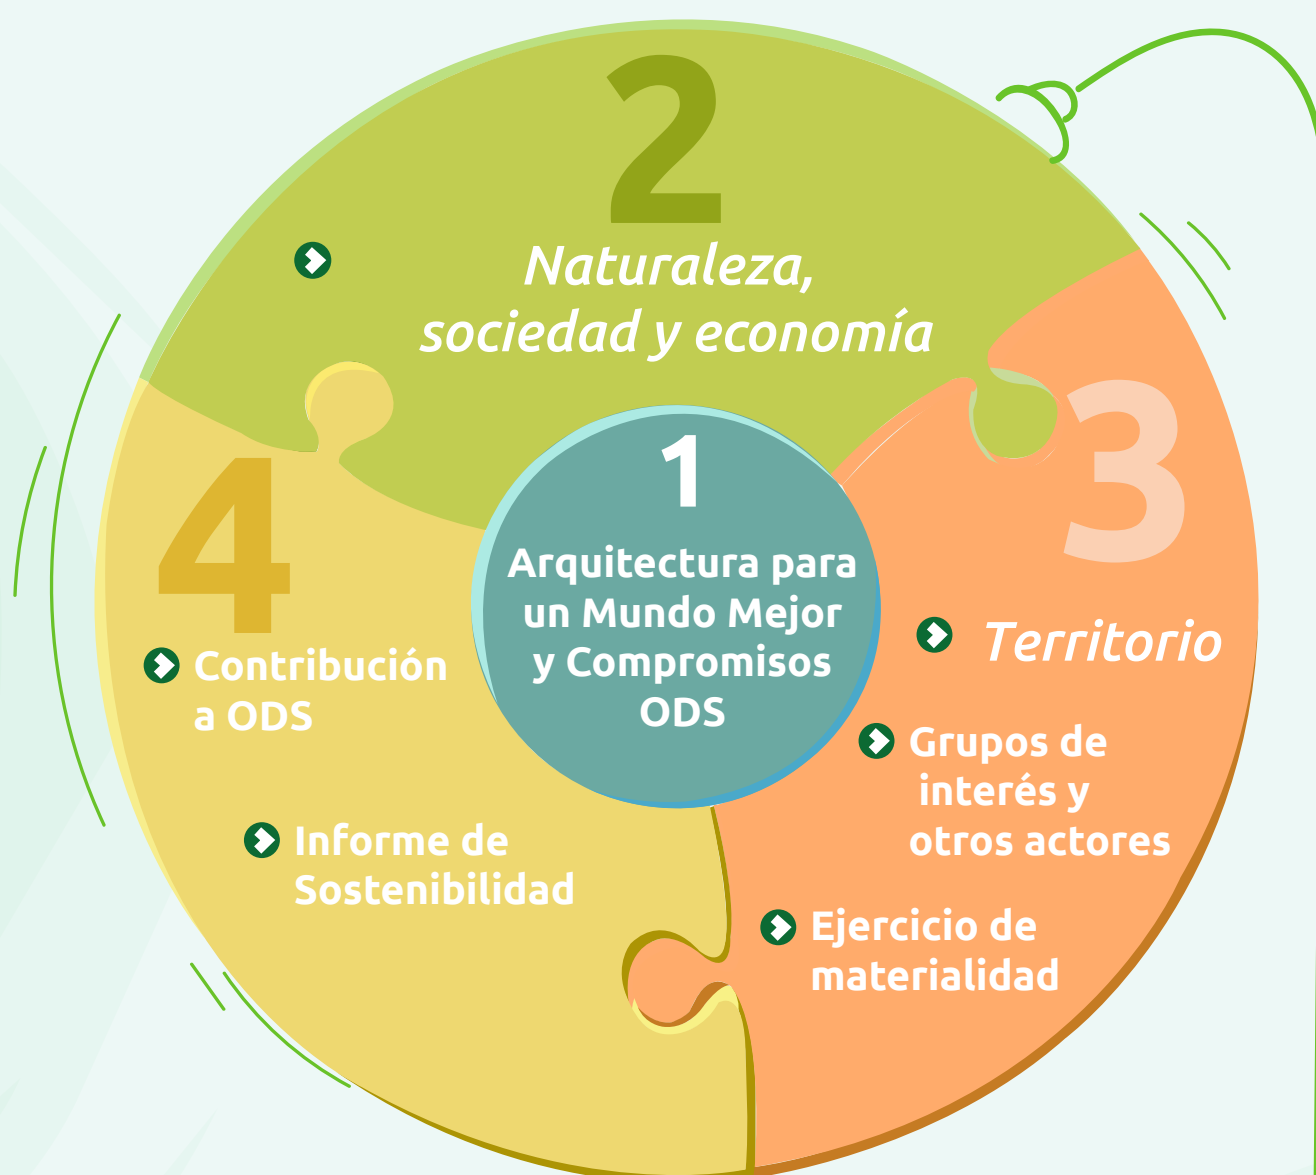 2
Naturaleza,
sociedad y economía
1
Arquitectura para
un Mundo Mejor
y Compromisos
ODS
3
Territorio
Grupos de
interés y
otros actores
Ejercicio de
materialidad
4
Contribución
a ODS
Informe de
Sostenibilidad